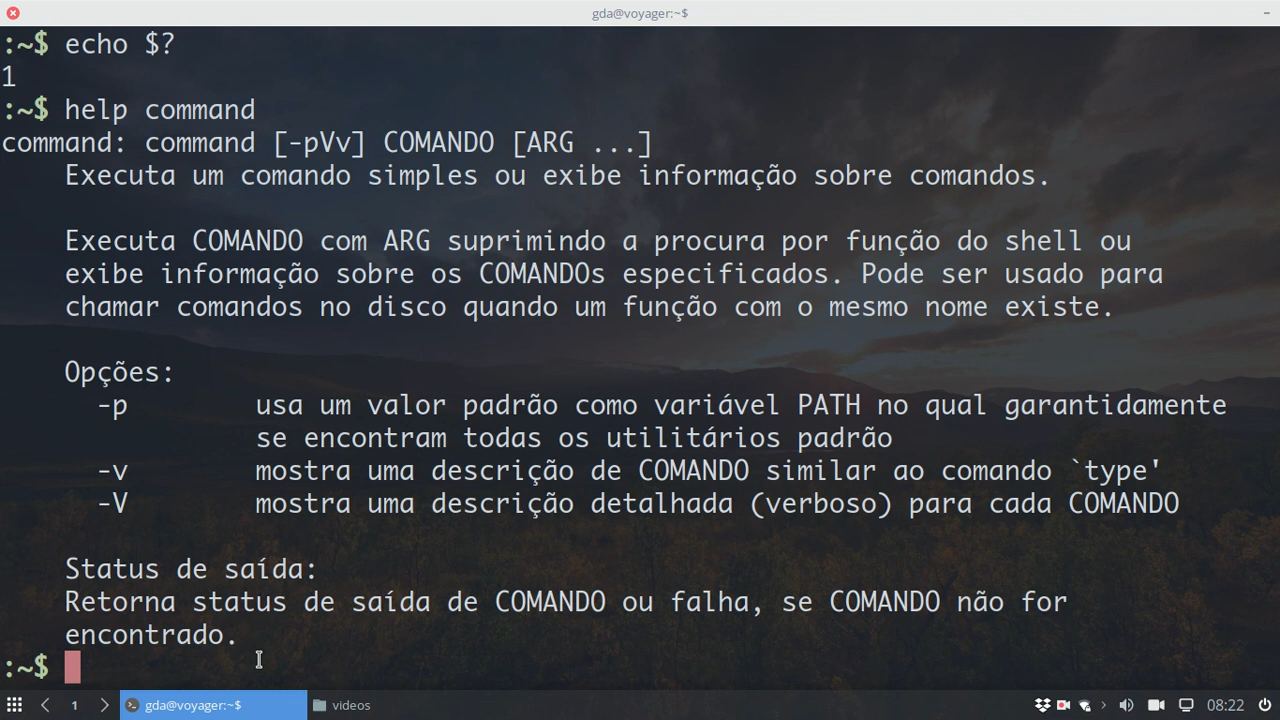 gda@voyager:~$
:~$ echo $?
1
:~$ help command
command: command [-pVv] COMANDO [ARG ...]
Executa um comando simples ou exibe informação sobre comandos.
Executa COMANDO com ARG suprimindo a procura por função do shell ou
exibe informação sobre os COMANDOs especificados. Pode ser usado para
chamar comandos no disco quando um função com o mesmo nome existe.
Opções:
-p usa um valor padrão como variável PATH no qual garantidamente
se encontram todas os utilitários padrão
-v mostra uma descrição de COMANDO similar ao comando `type'
-V mostra uma descrição detalhada (verboso) para cada COMANDO
Status de saída:
Retorna status de saída de COMANDO ou falha, se COMANDO não for
encontrado.
:~$
1 gda@voyager:~$ videos 08:22